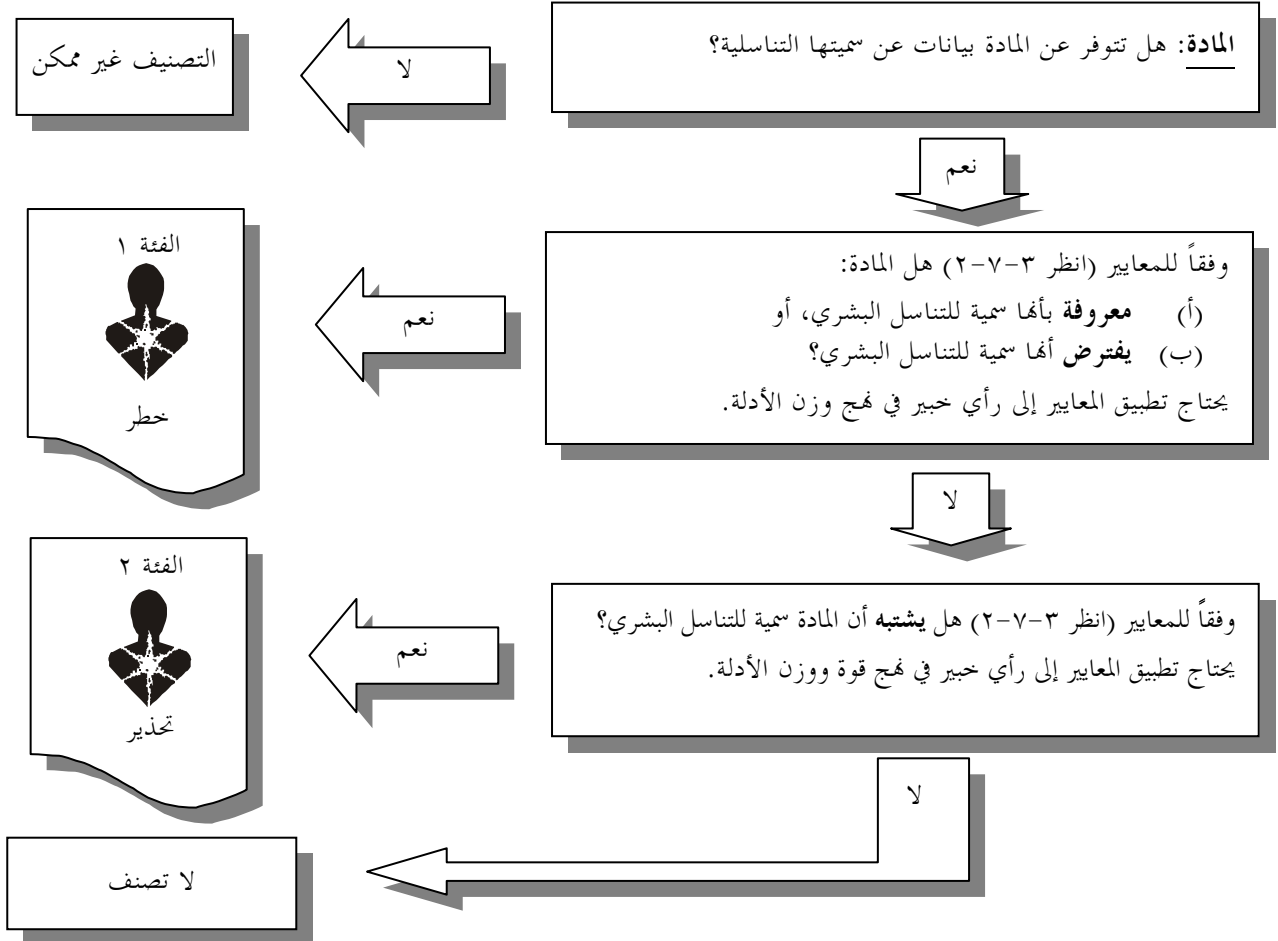 المادة: هل تتوفر عن المادة بيانات عن سميتها التناسلية؟
لا
التصنيف غير ممكن
نعم
وفقاً للمعايير (انظر ٣-٧-٢) هل المادة:
(أ) معروفة بأنها سمية للتناسل البشري، أو
(ب) يفترض أنها سمية للتناسل البشري؟
يحتاج تطبيق المعايير إلى رأي خبير في نهج وزن الأدلة.
نعم
الفئة ١
خطر
لا
وفقاً للمعايير (انظر ٣-٧-٢) هل يشتبه أن المادة سمية للتناسل البشري؟
يحتاج تطبيق المعايير إلى رأي خبير في نهج قوة ووزن الأدلة.
نعم
الفئة ٢
تحذير
لا
لا تصنف